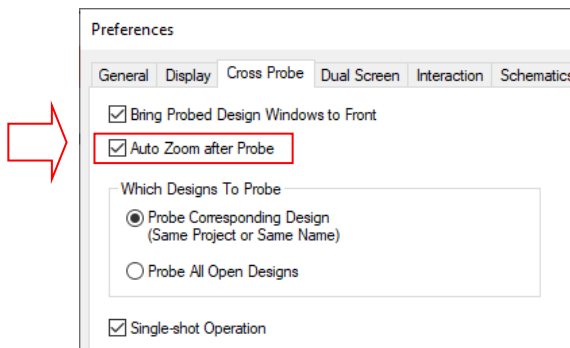 Preferences
General Display Cross Probe Dual Screen Interaction Schematics
Bring Probed Design Windows to Front
Auto Zoom after Probe
Which Designs To Probe
Probe Corresponding Design
(Same Project or Same Name)
Probe All Open Designs
Single-shot Operation